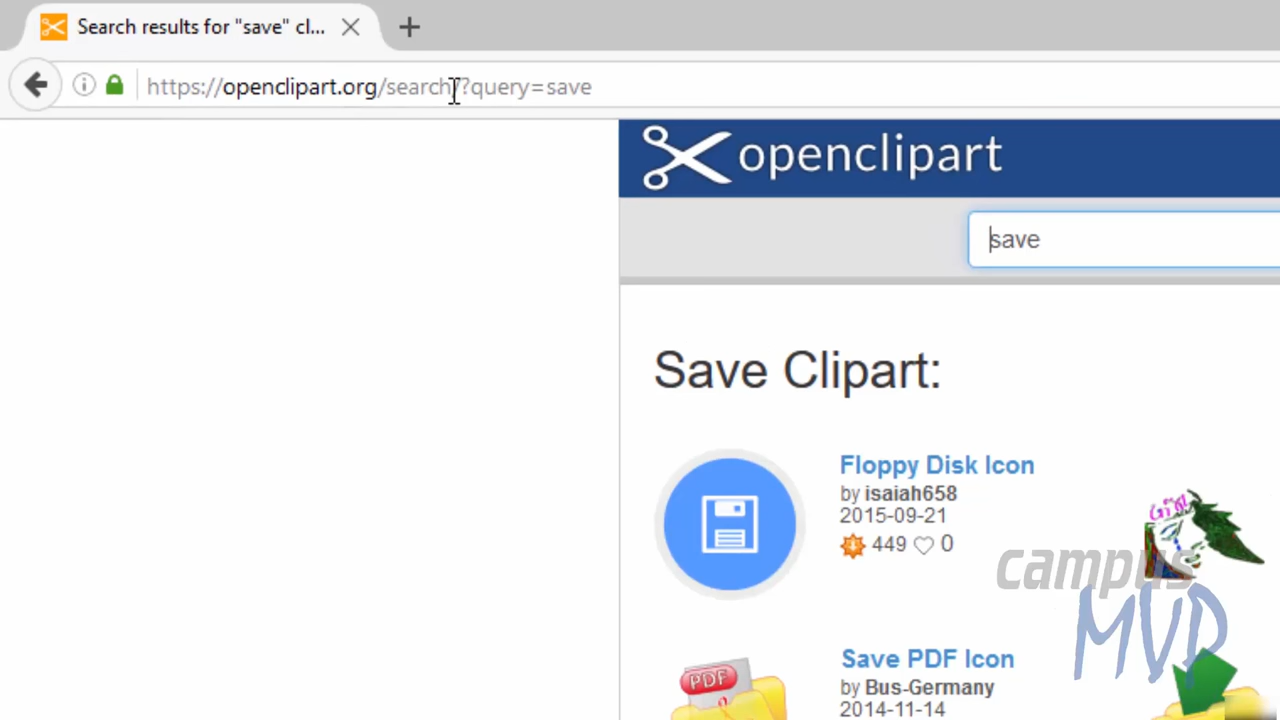 Search results for "save" cl...
https://openclipart.org/search/?query=save
openclipart
save
Save Clipart:
Floppy Disk Icon
by isaiah658
2015-09-21
449 0
Girl
campus
MVP
Save PDF Icon
by Bus-Germany
2014-11-14
PDF